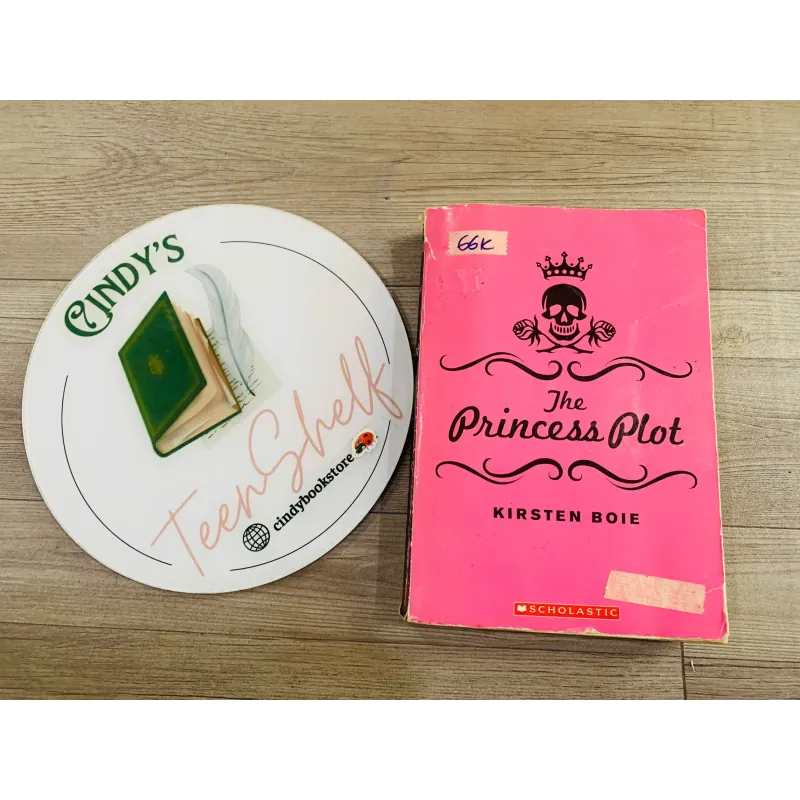 CINDY'S
TeenShelf
cindybookstore
66K
The
Princess Plot
KIRSTEN BOIE
SCHOLASTIC